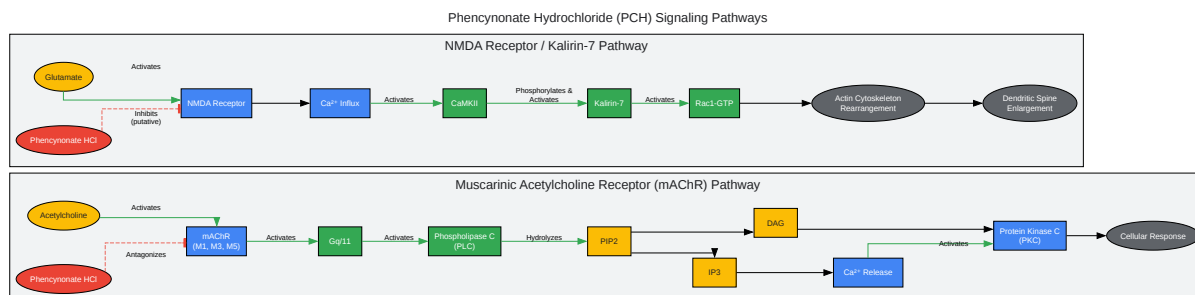 Phencynonate Hydrochloride (PCH) Signaling Pathways
NMDA Receptor / Kalirin-7 Pathway
Activates
Glutamate
NMDA Receptor
Ca²⁺ Influx
Activates
CaMKII
Phosphorylates &
Activates
Kalirin-7
Activates
Rac1-GTP
Actin Cytoskeleton
Rearrangement
Dendritic Spine
Enlargement
Inhibits
(putative)
Phencynonate HCl
Muscarinic Acetylcholine Receptor (mAChR) Pathway
Activates
Acetylcholine
mAChR
(M1, M3, M5)
Activates
Gq/11
Activates
Phospholipase C
(PLC)
Hydrolyzes
PIP2
DAG
Protein Kinase C
(PKC)
Cellular Response
Activates
Antagonizes
Phencynonate HCl
IP3
Ca²⁺ Release